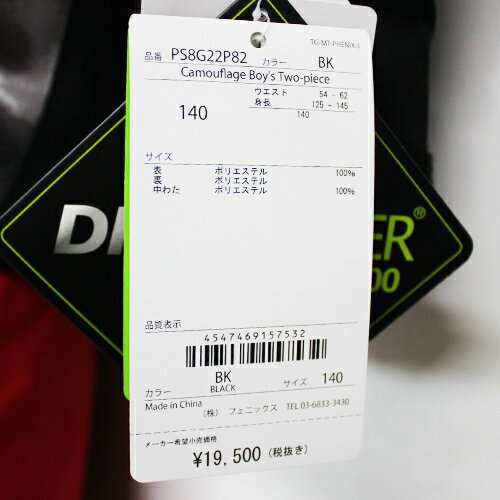 TG-MT-PHENIX-J
品番 PS8G22P82 カラー BK
Camouflage Boy's Two-piece
140
ウエスト 54 - 62
身長 125 - 145
140
サイズ
表 ポリエステル 100%
裏 ポリエステル
中わた ポリエステル 100%
品質表示
4547469157532
カラー BK サイズ 140
BLACK
Made in China
(株) フェニックス TEL 03-6833-3430
メーカー希望小売価格
¥19,500 (税抜き)